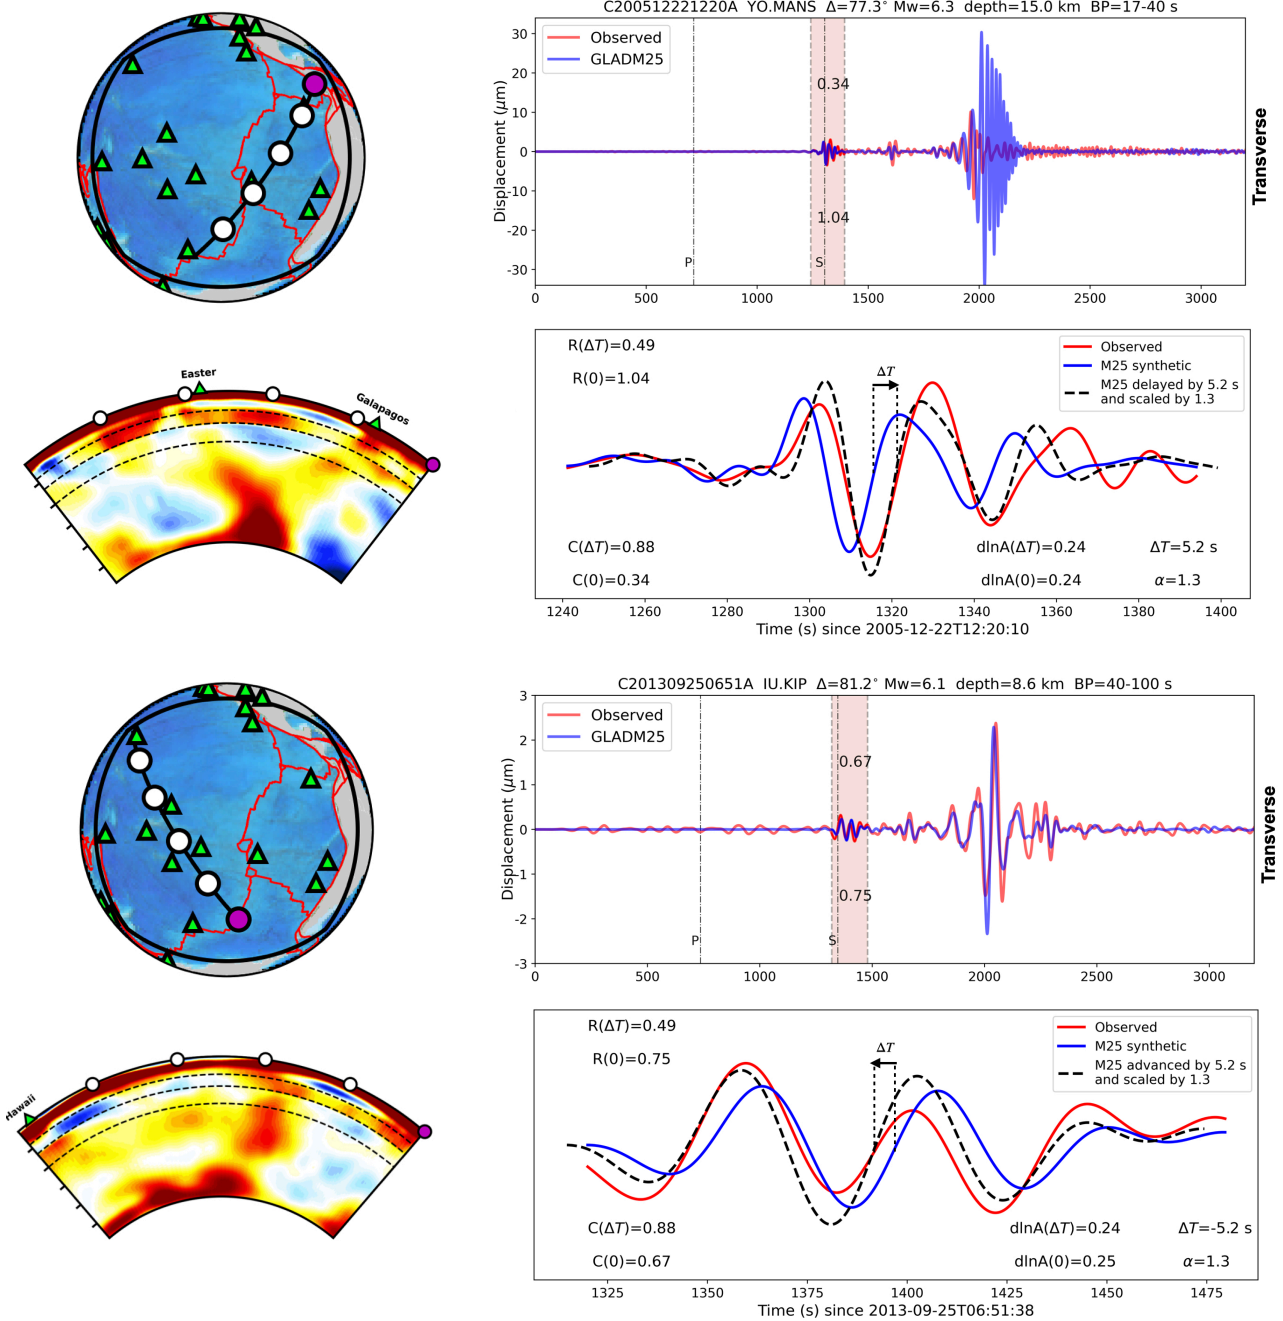 C200512221220A YO.MANS Δ=77.3° Mw=6.3 depth=15.0 km BP=17-40 s
Observed
GLADM25
0.34
1.04
P
S
30
20
10
0
-10
-20
-30
Displacement (μm)
Transverse
0 500 1000 1500 2000 2500 3000
Easter
Galapagos
R(ΔT)=0.49
R(0)=1.04
ΔT
Observed
M25 synthetic
M25 delayed by 5.2 s
and scaled by 1.3
C(ΔT)=0.88
C(0)=0.34
dlnA(ΔT)=0.24
dlnA(0)=0.24
ΔT=5.2 s
α=1.3
1240 1260 1280 1300 1320 1340 1360 1380 1400
Time (s) since 2005-12-22T12:20:10
C201309250651A IU.KIP Δ=81.2° Mw=6.1 depth=8.6 km BP=40-100 s
Observed
GLADM25
0.67
0.75
P
S
3
2
1
0
-1
-2
-3
Displacement (μm)
Transverse
0 500 1000 1500 2000 2500 3000
Hawaii
R(ΔT)=0.49
R(0)=0.75
ΔT
Observed
M25 synthetic
M25 advanced by 5.2 s
and scaled by 1.3
C(ΔT)=0.88
C(0)=0.67
dlnA(ΔT)=0.24
dlnA(0)=0.25
ΔT=-5.2 s
α=1.3
1325 1350 1375 1400 1425 1450 1475
Time (s) since 2013-09-25T06:51:38